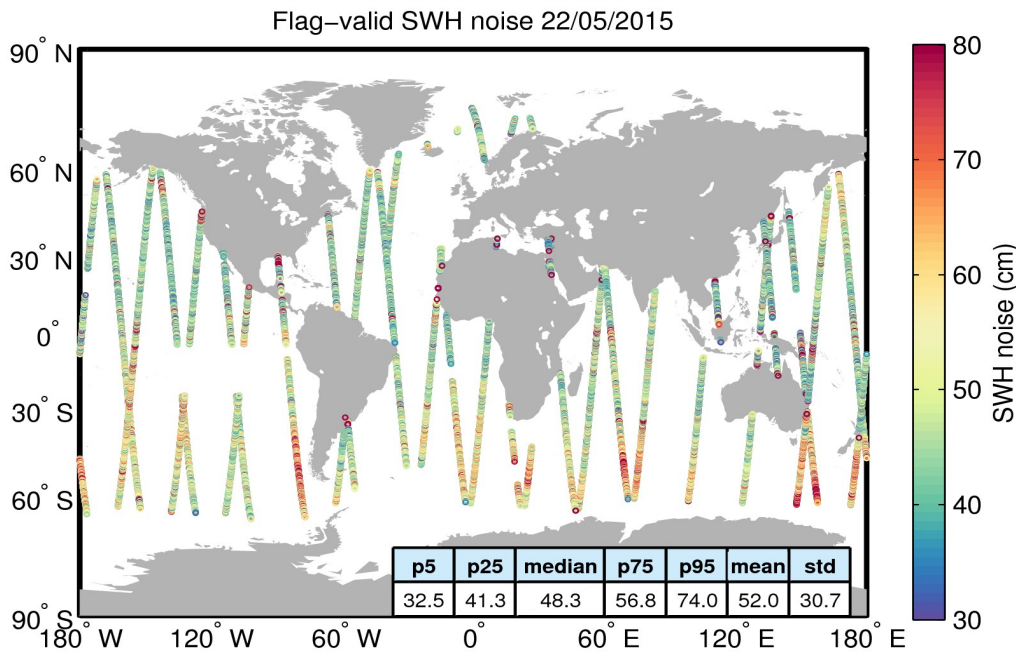 Flag−valid SWH noise 22/05/2015
90° N
60° N
30° N
0°
30° S
60° S
90° S
180° W
120° W
60° W
0°
60° E
120° E
180° E
p5 p25 median p75 p95 mean std
32.5 41.3 48.3 56.8 74.0 52.0 30.7
80
70
60
50
40
30
SWH noise (cm)